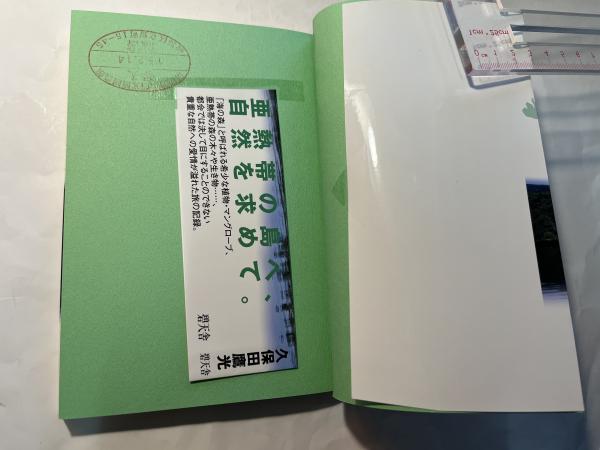 亜熱帯の島へ、
自然を求めて。
「海の森」と呼ばれる希少な植物・マングローブ、
亜熱帯の森の木々や生き物……、
都会では決して目にすることのできない
貴重な自然への愛情が溢れた旅の記録。
久保田鷹光
碧天舎
碧天舎